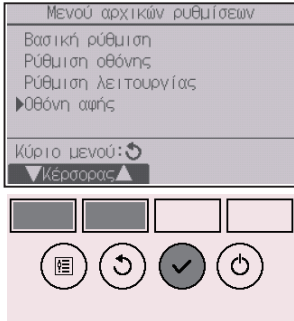 Μενού αρχικών ρυθμίσεων
Βασική ρύθμιση
Ρύθμιση οθόνης
Ρύθμιση λειτουργίας
▶Οθόνη αφής
Κύριο μενού:
▼Κέρσορας▲